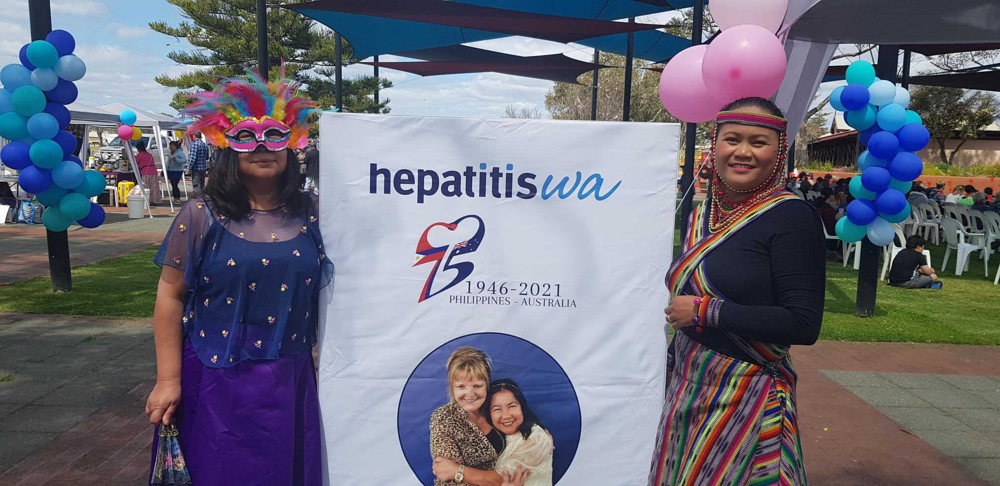 hepatitiswa
75
1946-2021
PHILIPPINES - AUSTRALIA